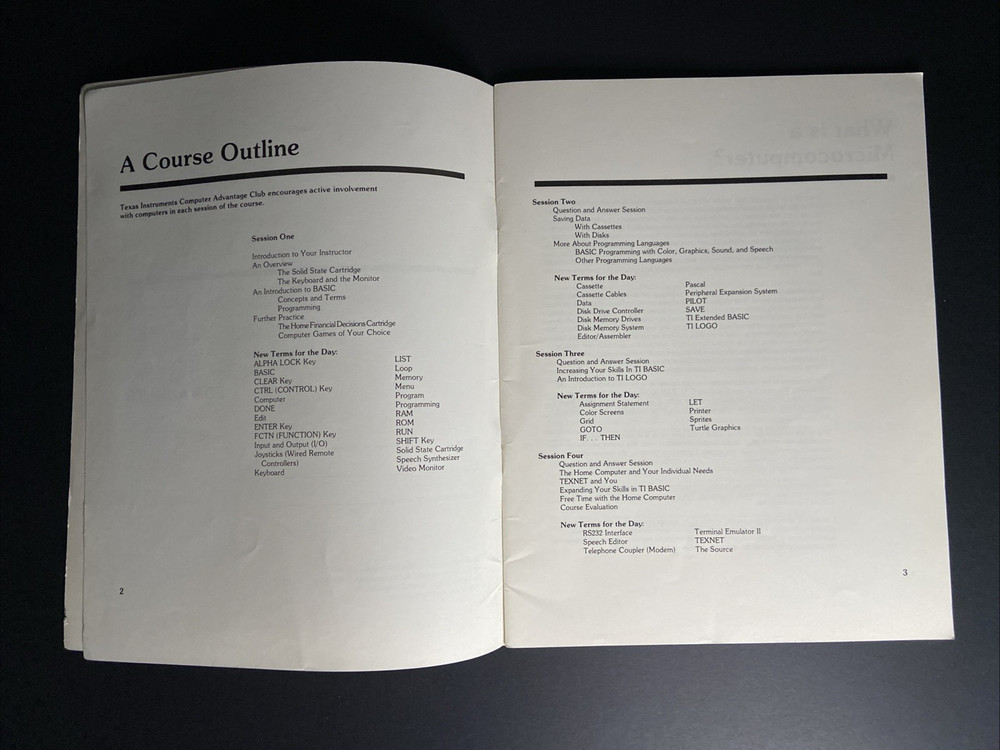 A Course Outline
Texas Instruments Computer Advantage Club encourages active involvement
with computers in each session of the course.
Session One
Introduction to Your Instructor
An Overview
The Solid State Cartridge
The Keyboard and the Monitor
An Introduction to BASIC
Concepts and Terms
Programming
Further Practice
The Home Financial Decisions Cartridge
Computer Games of Your Choice
New Terms for the Day:
ALPHA LOCK Key
BASIC
CLEAR Key
CTRL (CONTROL) Key
Computer
DONE
Edit
ENTER Key
FCTN (FUNCTION) Key
Input and Output (I/O)
Joysticks (Wired Remote
Controllers)
Keyboard
LIST
Loop
Memory
Menu
Program
Programming
RAM
ROM
RUN
SHIFT Key
Solid State Cartridge
Speech Synthesizer
Video Monitor
2
What is a
Microcomputer?
Session Two
Question and Answer Session
Saving Data
With Cassettes
With Disks
More About Programming Languages
BASIC Programming with Color, Graphics, Sound, and Speech
Other Programming Languages
New Terms for the Day:
Cassette
Cassette Cables
Data
Disk Drive Controller
Disk Memory Drives
Disk Memory System
Editor/Assembler
Pascal
Peripheral Expansion System
PILOT
SAVE
TI Extended BASIC
TI LOGO
Session Three
Question and Answer Session
Increasing Your Skills In TI BASIC
An Introduction to TI LOGO
New Terms for the Day:
Assignment Statement
Color Screens
Grid
GOTO
IF . . . THEN
LET
Printer
Sprites
Turtle Graphics
Session Four
Question and Answer Session
The Home Computer and Your Individual Needs
TEXNET and You
Expanding Your Skills in TI BASIC
Free Time with the Home Computer
Course Evaluation
New Terms for the Day:
RS232 Interface
Speech Editor
Telephone Coupler (Modem)
Terminal Emulator II
TEXNET
The Source
3